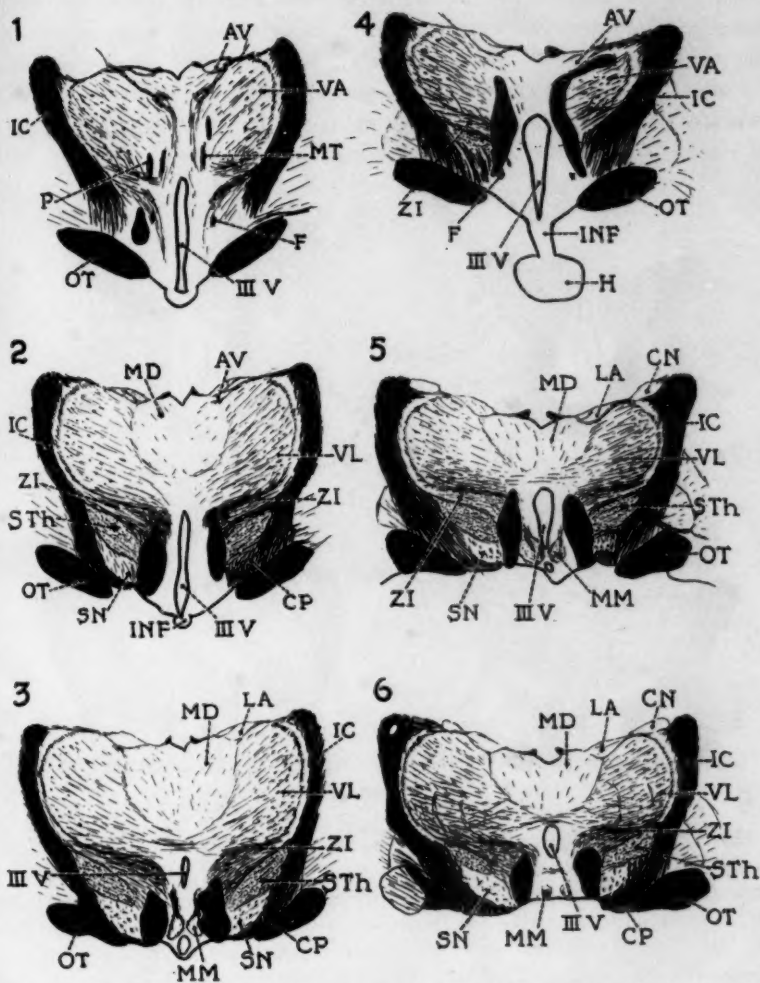 1
AV
VA
IC
MT
P
F
OT
III V
4
AV
VA
IC
ZI
F
OT
INF
III V
H
2
MD
AV
IC
VL
ZI
ZI
STh
OT
SN
CP
INF
III V
5
CN
MD
LA
IC
VL
STh
OT
ZI
SN
III V
MM
3
MD
LA
IC
VL
ZI
III V
STh
OT
MM
SN
CP
6
CN
MD
LA
IC
VL
ZI
STh
SN
MM
III V
CP
OT